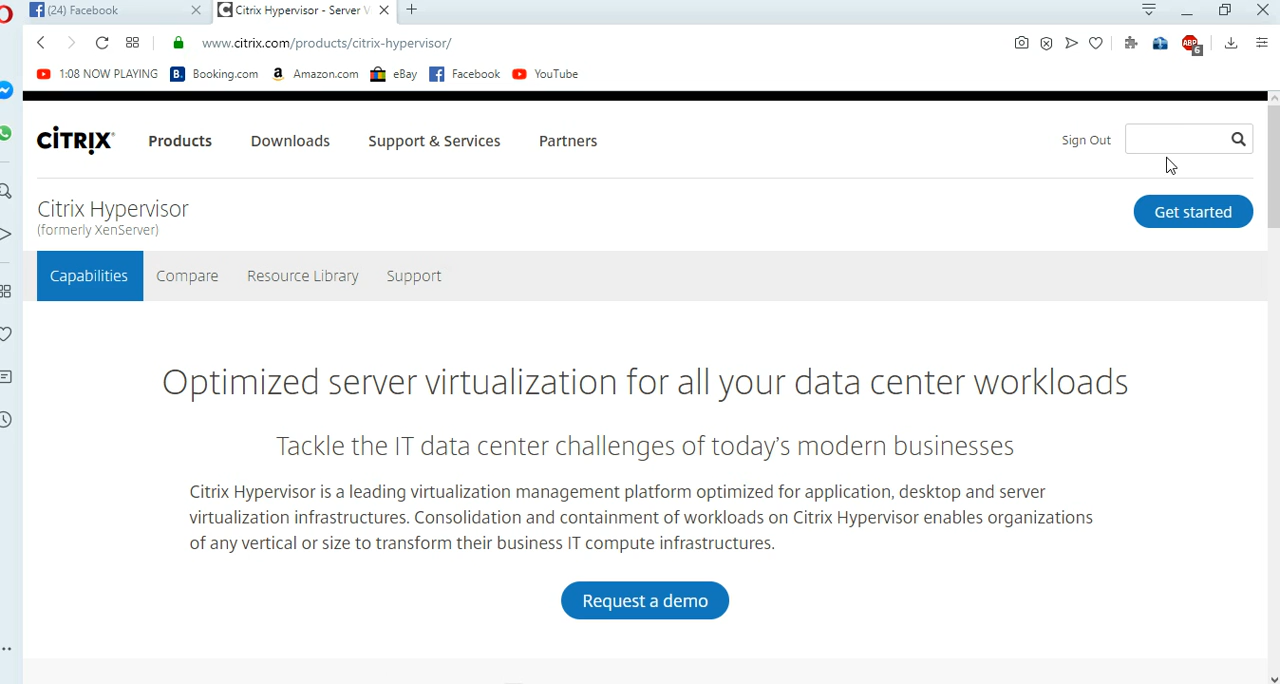 (24) Facebook
Citrix Hypervisor - Server V
www.citrix.com/products/citrix-hypervisor/
ABP
6
1:08 NOW PLAYING
B. Booking.com
a Amazon.com
eBay
Facebook
YouTube
CİTRIX®
Products
Downloads
Support & Services
Partners
Sign Out
Citrix Hypervisor
(formerly XenServer)
Get started
Capabilities
Compare
Resource Library
Support
Optimized server virtualization for all your data center workloads
Tackle the IT data center challenges of today's modern businesses
Citrix Hypervisor is a leading virtualization management platform optimized for application, desktop and server
virtualization infrastructures. Consolidation and containment of workloads on Citrix Hypervisor enables organizations
of any vertical or size to transform their business IT compute infrastructures.
Request a demo